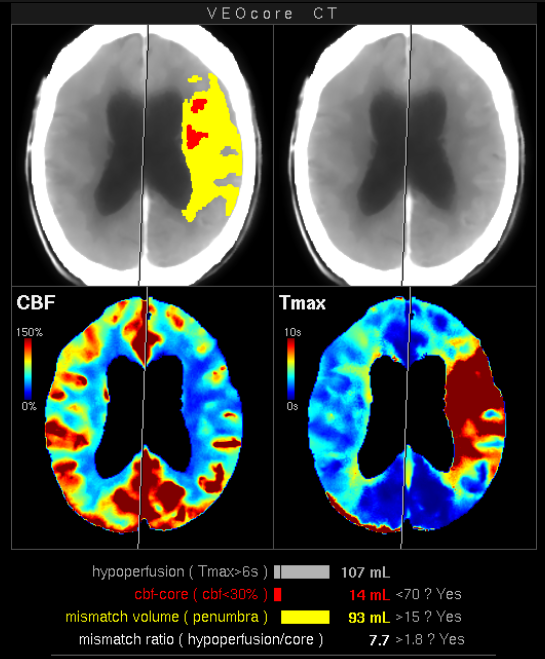 VEOcore CT
CBF
150%
0%
Tmax
10s
0s
hypoperfusion ( Tmax>6s ) 107 mL
cbf-core ( cbf<30% ) 14 mL <70 ? Yes
mismatch volume ( penumbra ) 93 mL >15 ? Yes
mismatch ratio ( hypoperfusion/core ) 7.7 >1.8 ? Yes